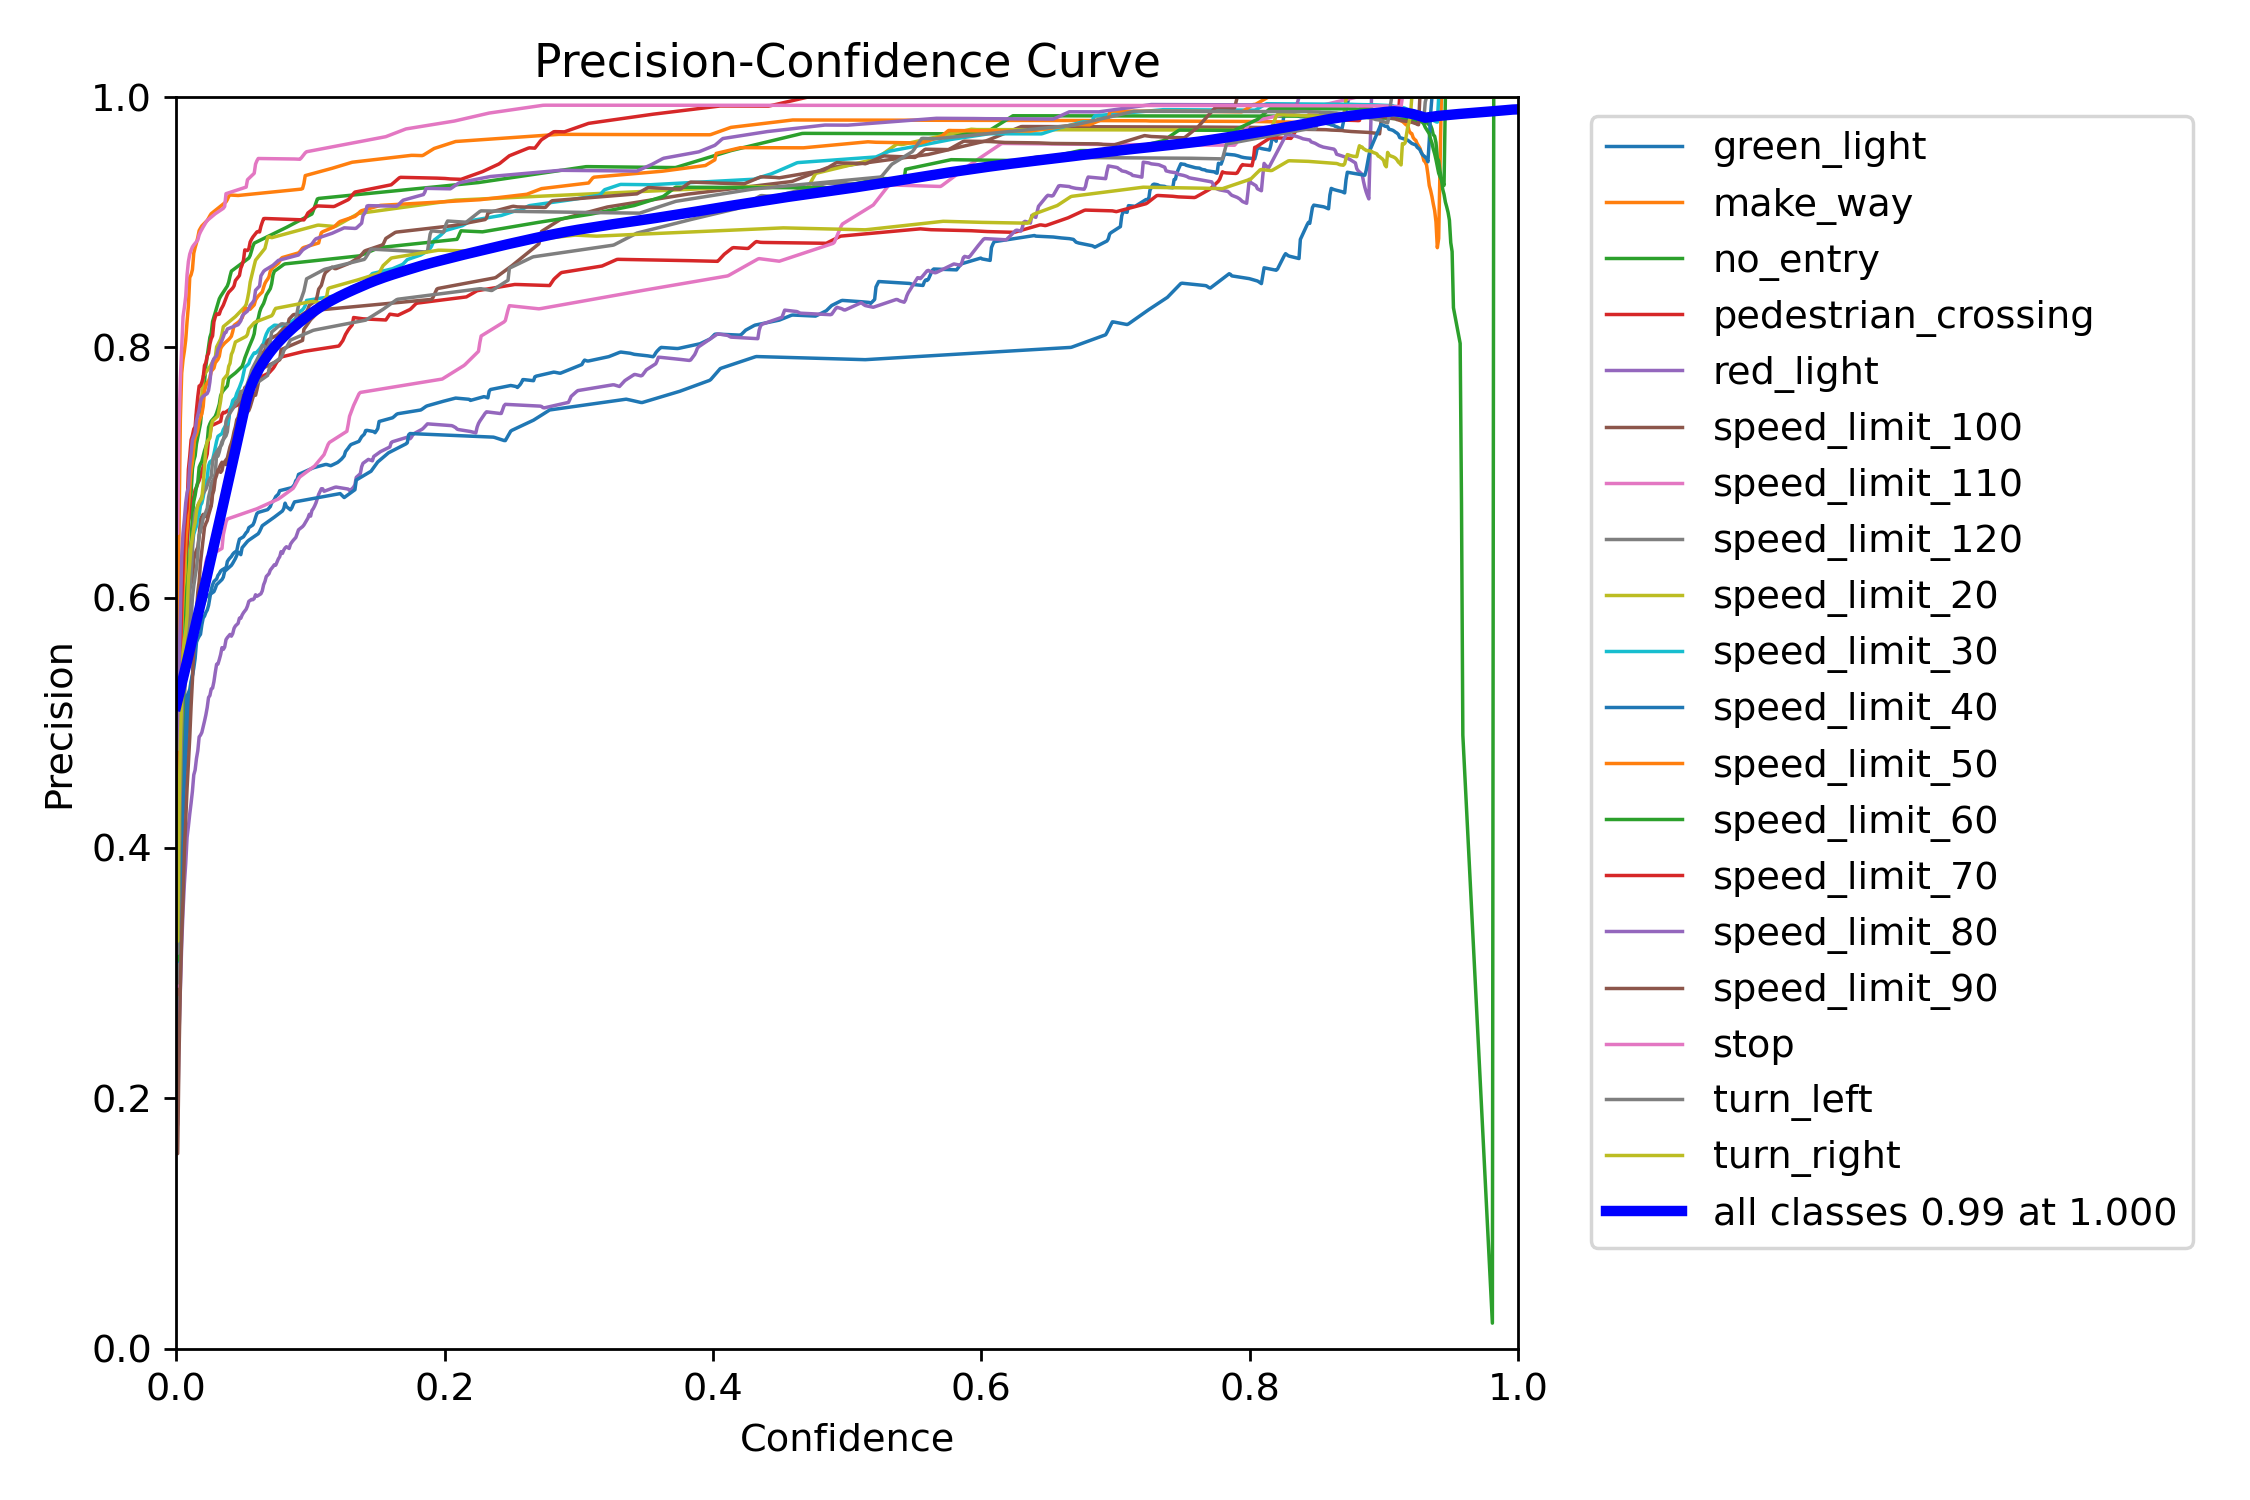 Precision-Confidence Curve
1.0
0.8
0.6
0.4
0.2
0.0
Precision
0.0 0.2 0.4 0.6 0.8 1.0
Confidence
green_light
make_way
no_entry
pedestrian_crossing
red_light
speed_limit_100
speed_limit_110
speed_limit_120
speed_limit_20
speed_limit_30
speed_limit_40
speed_limit_50
speed_limit_60
speed_limit_70
speed_limit_80
speed_limit_90
stop
turn_left
turn_right
all classes 0.99 at 1.000